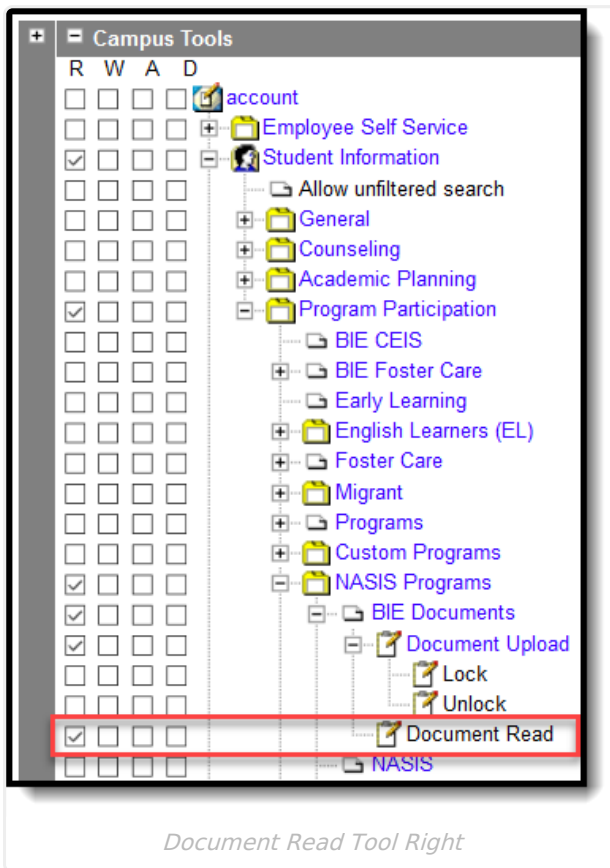 Campus Tools
R W A D
account
Employee Self Service
Student Information
Allow unfiltered search
General
Counseling
Academic Planning
Program Participation
BIE CEIS
BIE Foster Care
Early Learning
English Learners (EL)
Foster Care
Migrant
Programs
Custom Programs
NASIS Programs
BIE Documents
Document Upload
Lock
Unlock
Document Read
NASIS
Document Read Tool Right